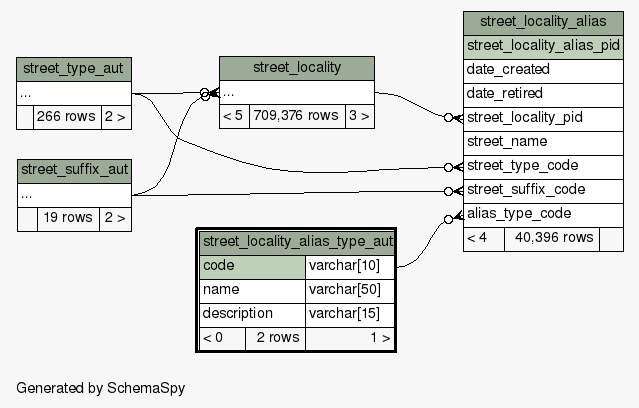 street_type_aut
...
266 rows 2 >
street_suffix_aut
...
19 rows 2 >
street_locality
...
< 5 709,376 rows 3 >
street_locality_alias_type_aut
code varchar[10]
name varchar[50]
description varchar[15]
< 0 2 rows 1 >
street_locality_alias
street_locality_alias_pid
date_created
date_retired
street_locality_pid
street_name
street_type_code
street_suffix_code
alias_type_code
< 4 40,396 rows
Generated by SchemaSpy